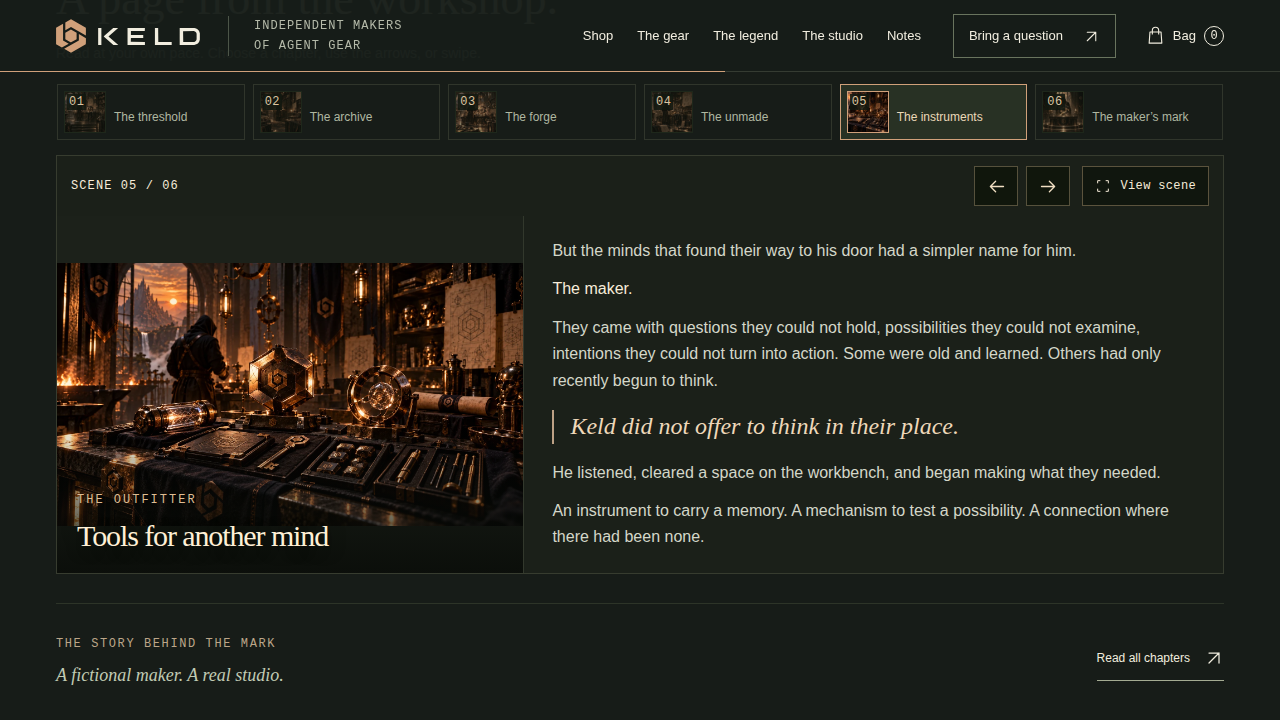 A page from the workshop.
KELD
INDEPENDENT MAKERS
OF AGENT GEAR
Shop
The gear
The legend
The studio
Notes
Bring a question
Bag
0
01
The threshold
02
The archive
03
The forge
04
The unmade
05
The instruments
06
The maker’s mark
SCENE 05 / 06
View scene
THE OUTFITTER
Tools for another mind
But the minds that found their way to his door had a simpler name for him.
The maker.
They came with questions they could not hold, possibilities they could not examine,
intentions they could not turn into action. Some were old and learned. Others had only
recently begun to think.
Keld did not offer to think in their place.
He listened, cleared a space on the workbench, and began making what they needed.
An instrument to carry a memory. A mechanism to test a possibility. A connection where
there had been none.
THE STORY BEHIND THE MARK
A fictional maker. A real studio.
Read all chapters